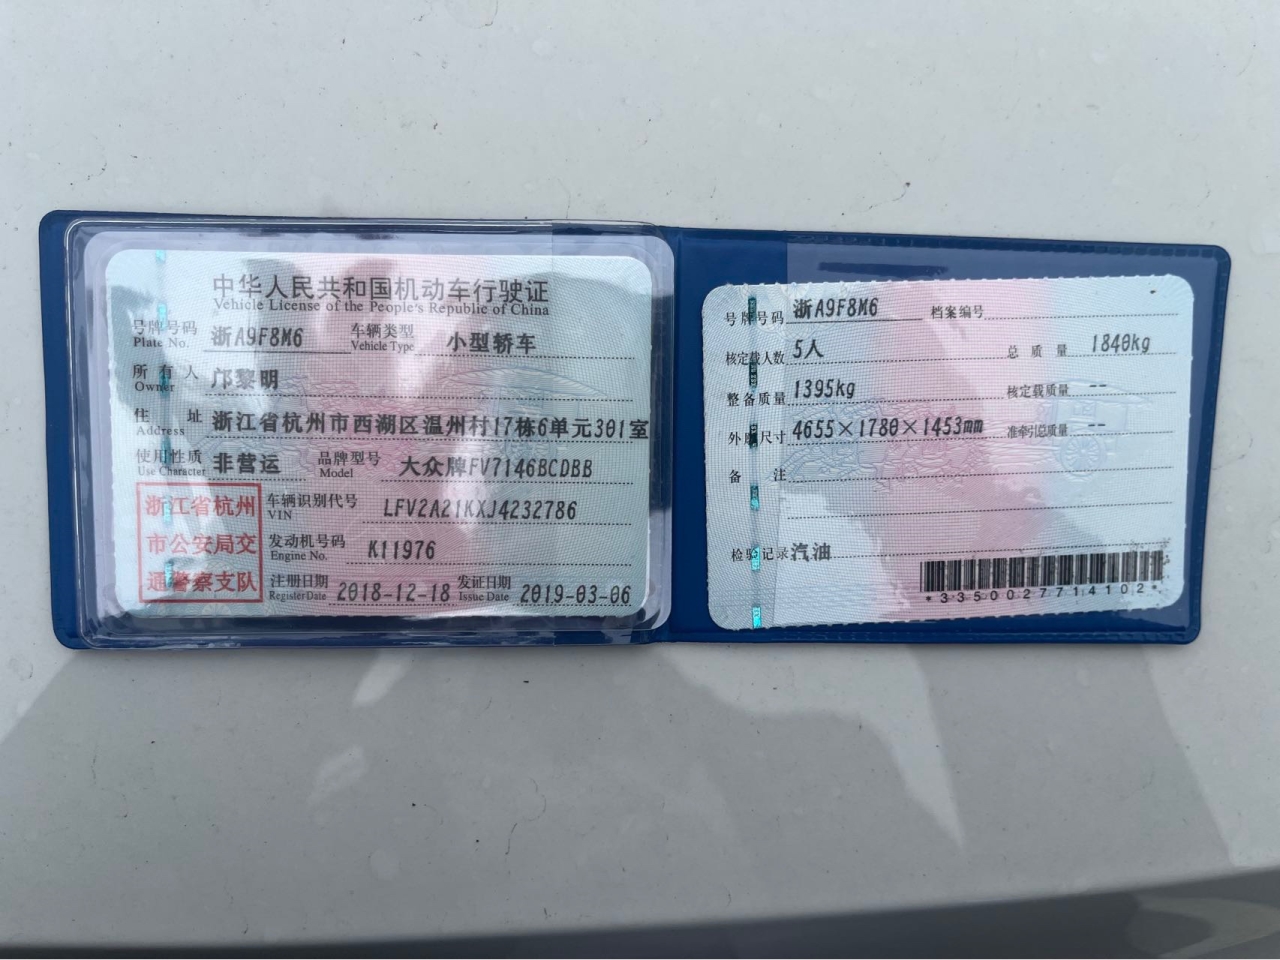 中华人民共和国机动车行驶证
Vehicle License of the People's Republic of China
号牌号码 浙A9F8M6 车辆类型 小型轿车
Plate No. Vehicle Type
所有人 邝黎明
Owner
住址 浙江省杭州市西湖区温州村17栋6单元301室
Address
使用性质 非营运 品牌型号 大众牌FV7146BCDBB
Use Character Model
浙江省杭州
市公安局交
通警察支队
车辆识别代号 LFV2A21KXJ4232786
VIN
发动机号码 K11976
Engine No.
注册日期 2018-12-18 发证日期 2019-03-06
Register Date Issue Date
号牌号码 浙A9F8M6 档案编号
核定载人数 5人 总质量 1840kg
整备质量 1395kg 核定载质量 --
外廓尺寸 4655×1780×1453mm 准牵引总质量 --
备注
检验记录 汽油
*3350027714102*